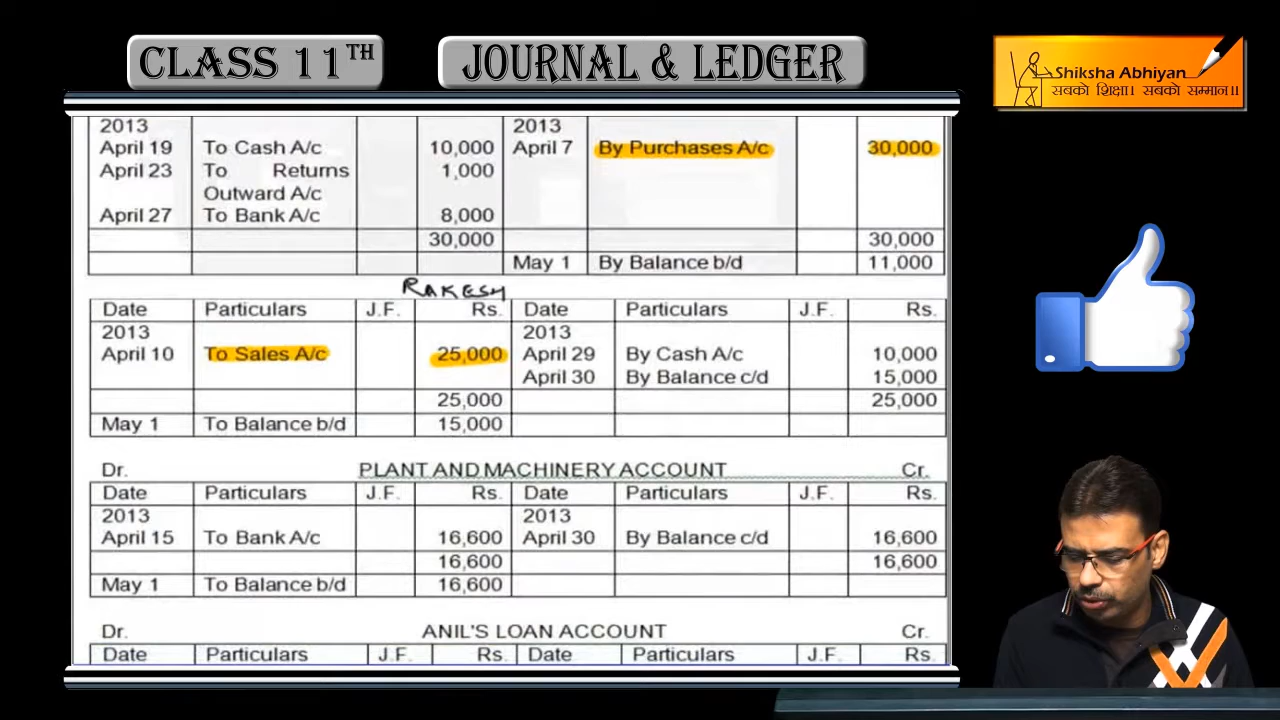 CLASS 11TH
JOURNAL & LEDGER
Shiksha Abhiyan
सबको शिक्षा। सबको सम्मान॥
2013 2013
April 19 To Cash A/c 10,000 April 7 By Purchases A/c 30,000
April 23 To Returns 1,000
Outward A/c
April 27 To Bank A/c 8,000
30,000 30,000
May 1 By Balance b/d 11,000
RAKESH
Date Particulars J.F. Rs. Date Particulars J.F. Rs.
2013 2013
April 10 To Sales A/c 25,000 April 29 By Cash A/c 10,000
April 30 By Balance c/d 15,000
25,000 25,000
May 1 To Balance b/d 15,000
Dr. PLANT AND MACHINERY ACCOUNT Cr.
Date Particulars J.F. Rs. Date Particulars J.F. Rs.
2013 2013
April 15 To Bank A/c 16,600 April 30 By Balance c/d 16,600
16,600 16,600
May 1 To Balance b/d 16,600
Dr. ANIL'S LOAN ACCOUNT Cr.
Date Particulars J.F. Rs. Date Particulars J.F. Rs.